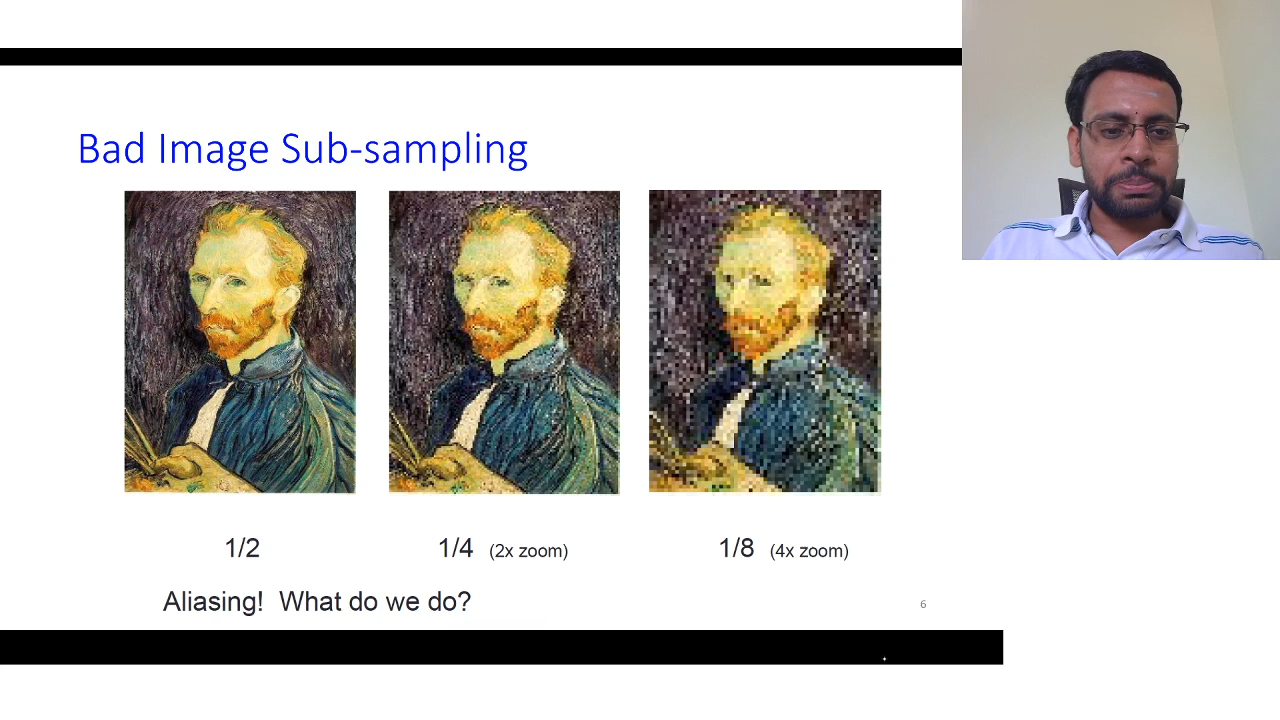 Bad Image Sub-sampling
1/2
1/4 (2x zoom)
1/8 (4x zoom)
Aliasing! What do we do?
6